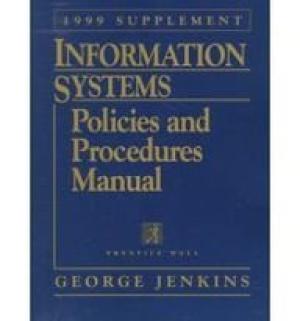 1999 SUPPLEMENT
INFORMATION
SYSTEMS
Policies and
Procedures
Manual
PRENTICE HALL
GEORGE JENKINS